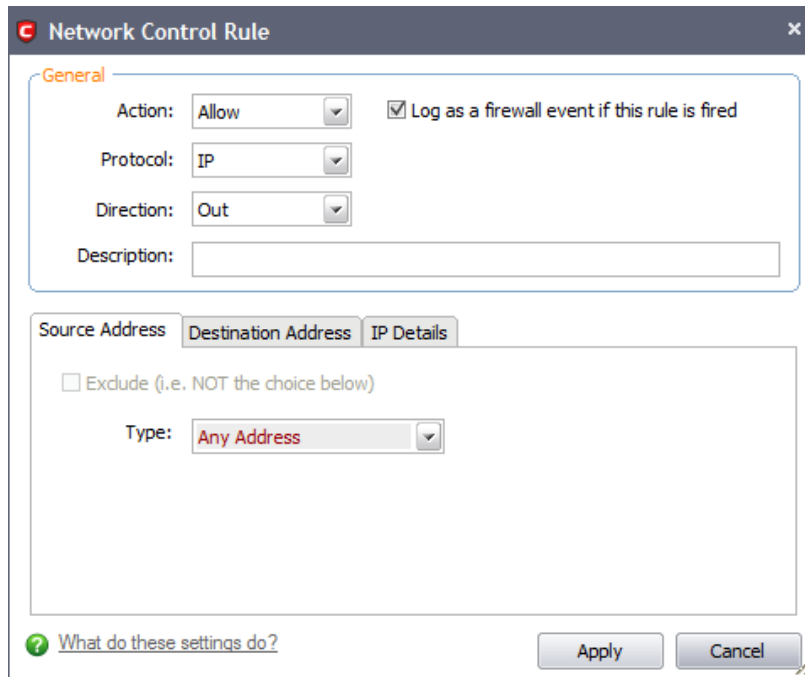 Network Control Rule
General
Action: Allow
Log as a firewall event if this rule is fired
Protocol: IP
Direction: Out
Description:
Source Address
Destination Address
IP Details
Exclude (i.e. NOT the choice below)
Type: Any Address
What do these settings do?
Apply
Cancel